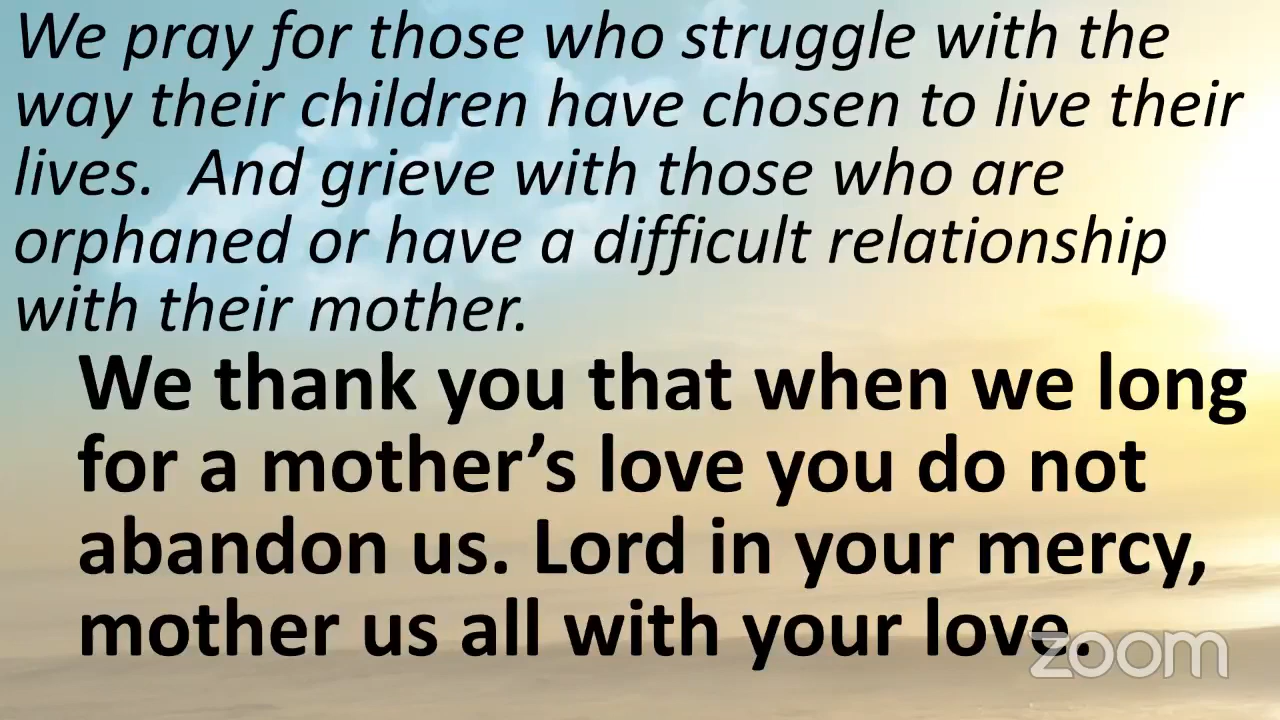 We pray for those who struggle with the
way their children have chosen to live their
lives.  And grieve with those who are
orphaned or have a difficult relationship
with their mother.
We thank you that when we long
for a mother’s love you do not
abandon us. Lord in your mercy,
mother us all with your love.
zoom